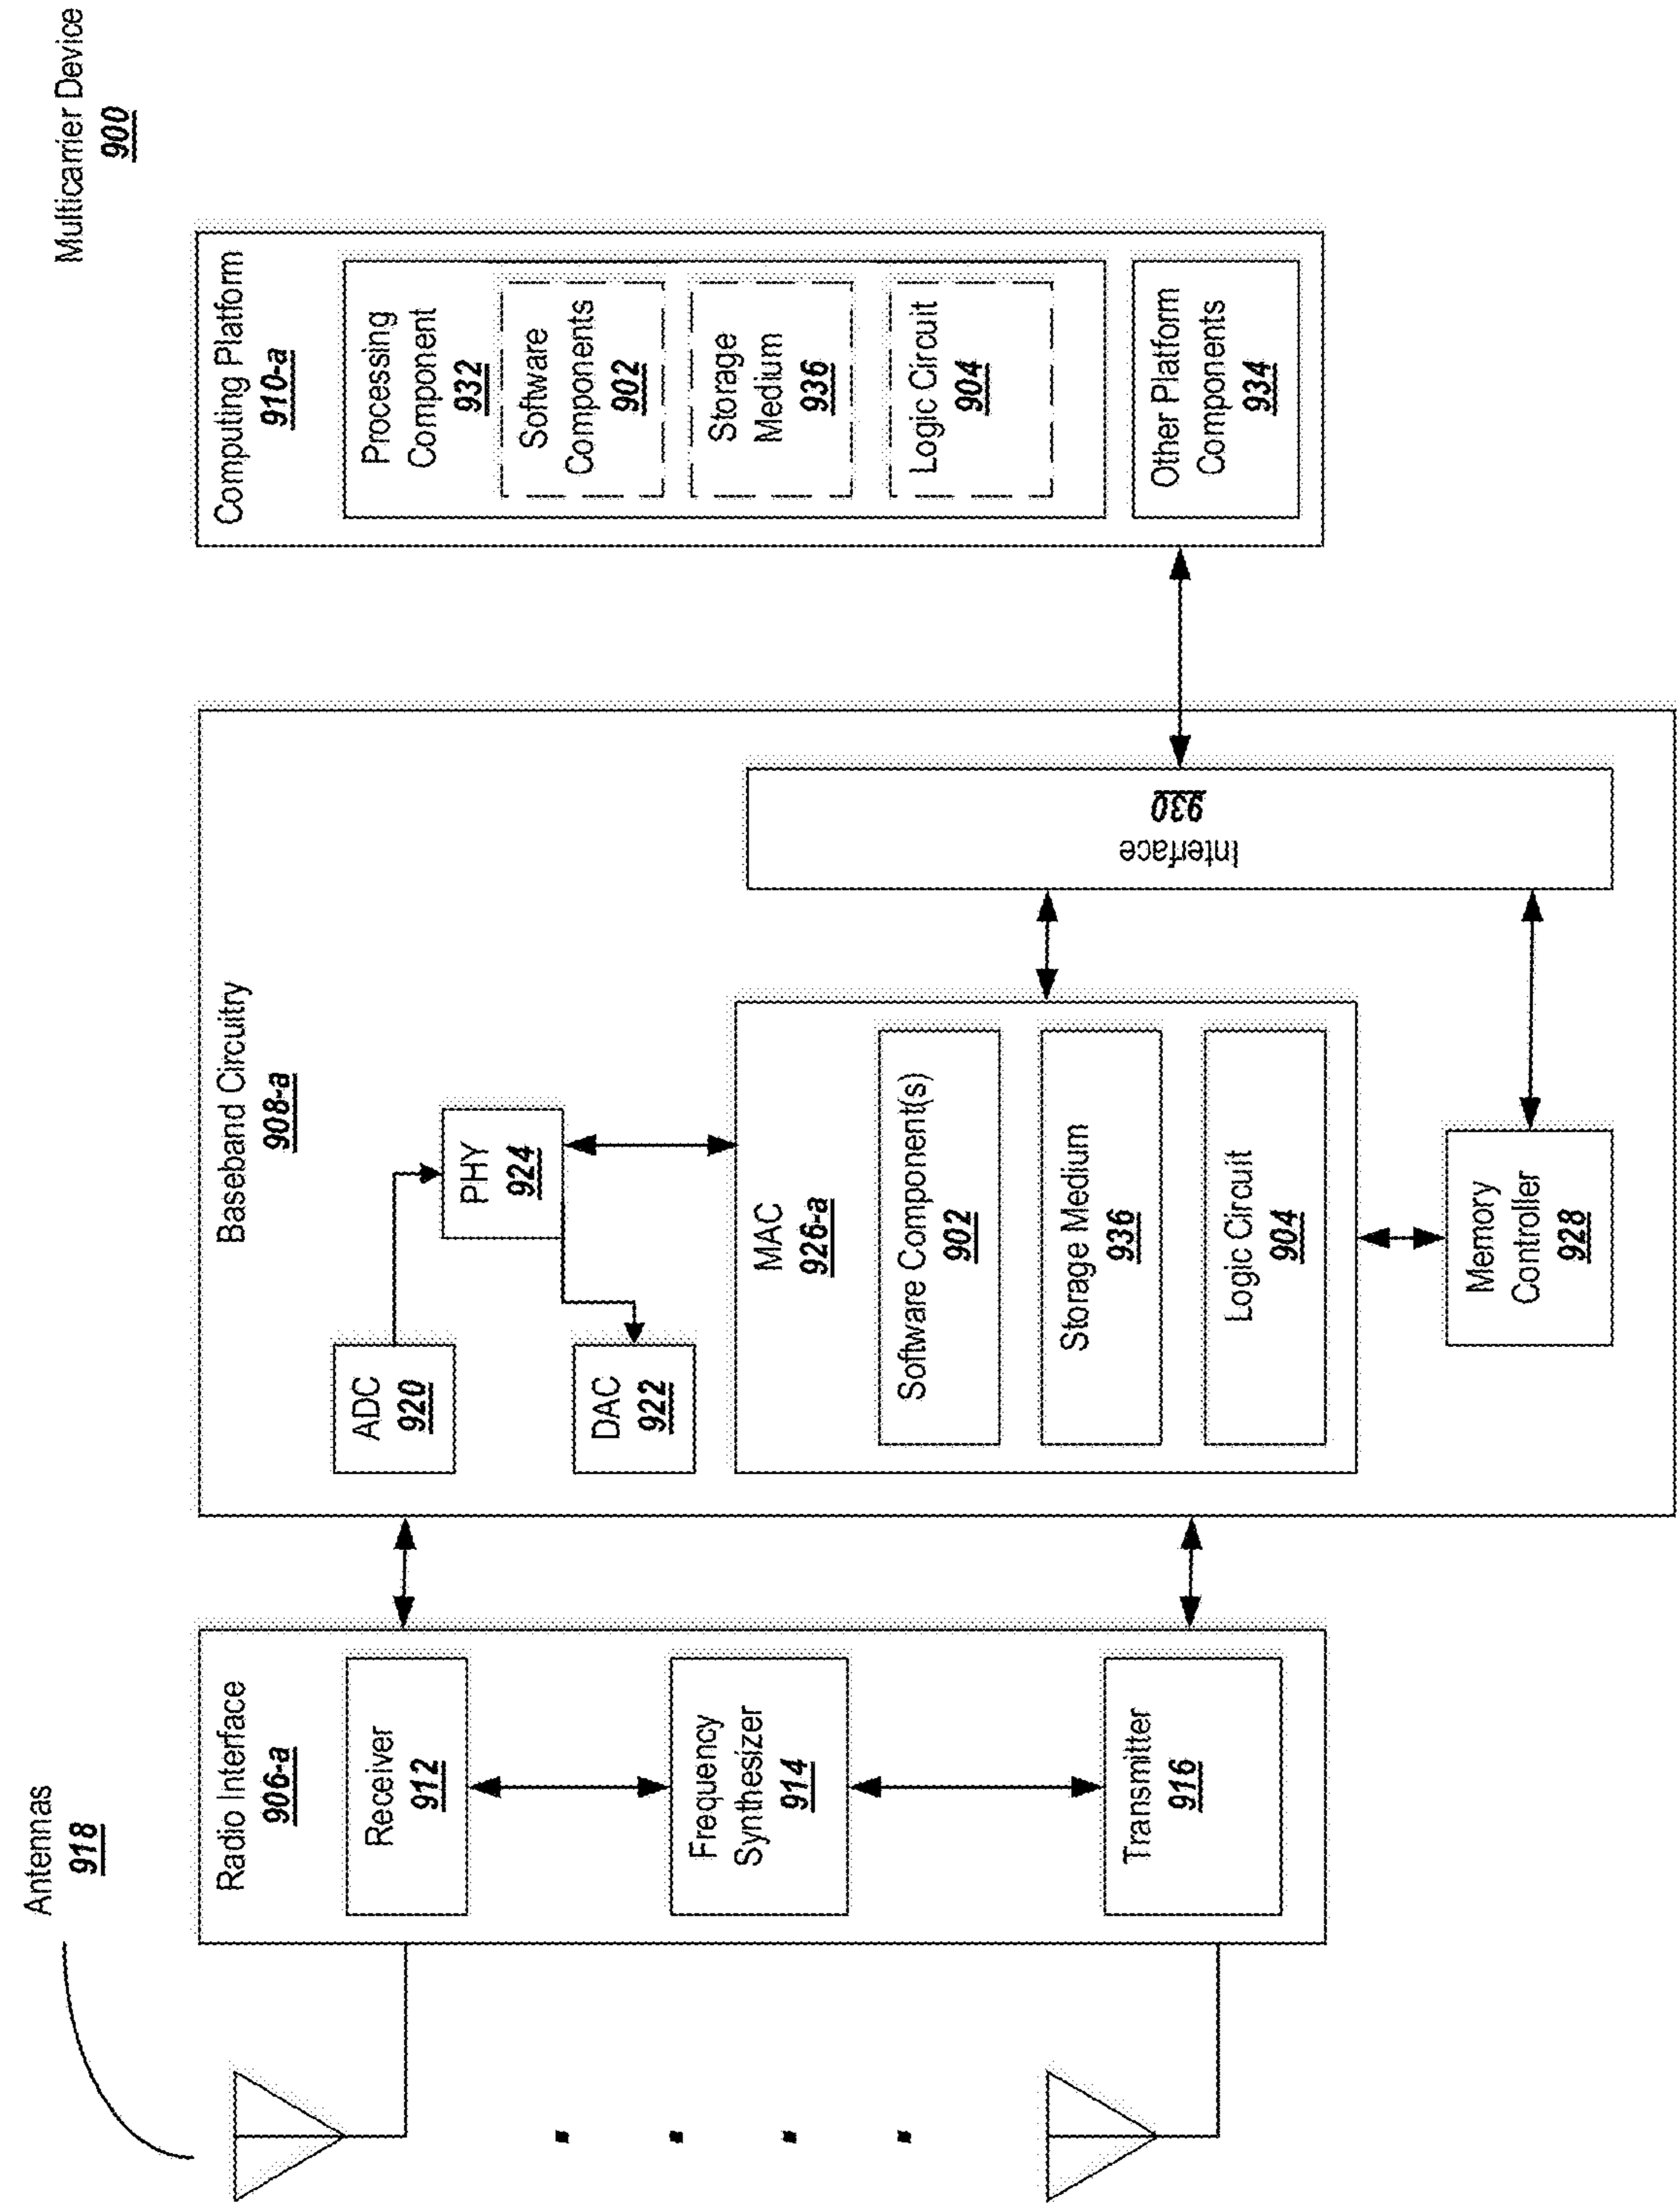 Multicarrier Device
900
Antennas
918
Radio Interface
906-a
Receiver
912
Frequency
Synthesizer
914
Transmitter
916
Baseband Circuitry
908-a
ADC
920
PHY
924
DAC
922
MAC
926-a
Software Component(s)
902
Storage Medium
936
Logic Circuit
904
Memory
Controller
928
Interface
930
Computing Platform
910-a
Processing
Component
932
Software
Components
902
Storage
Medium
936
Logic Circuit
904
Other Platform
Components
934